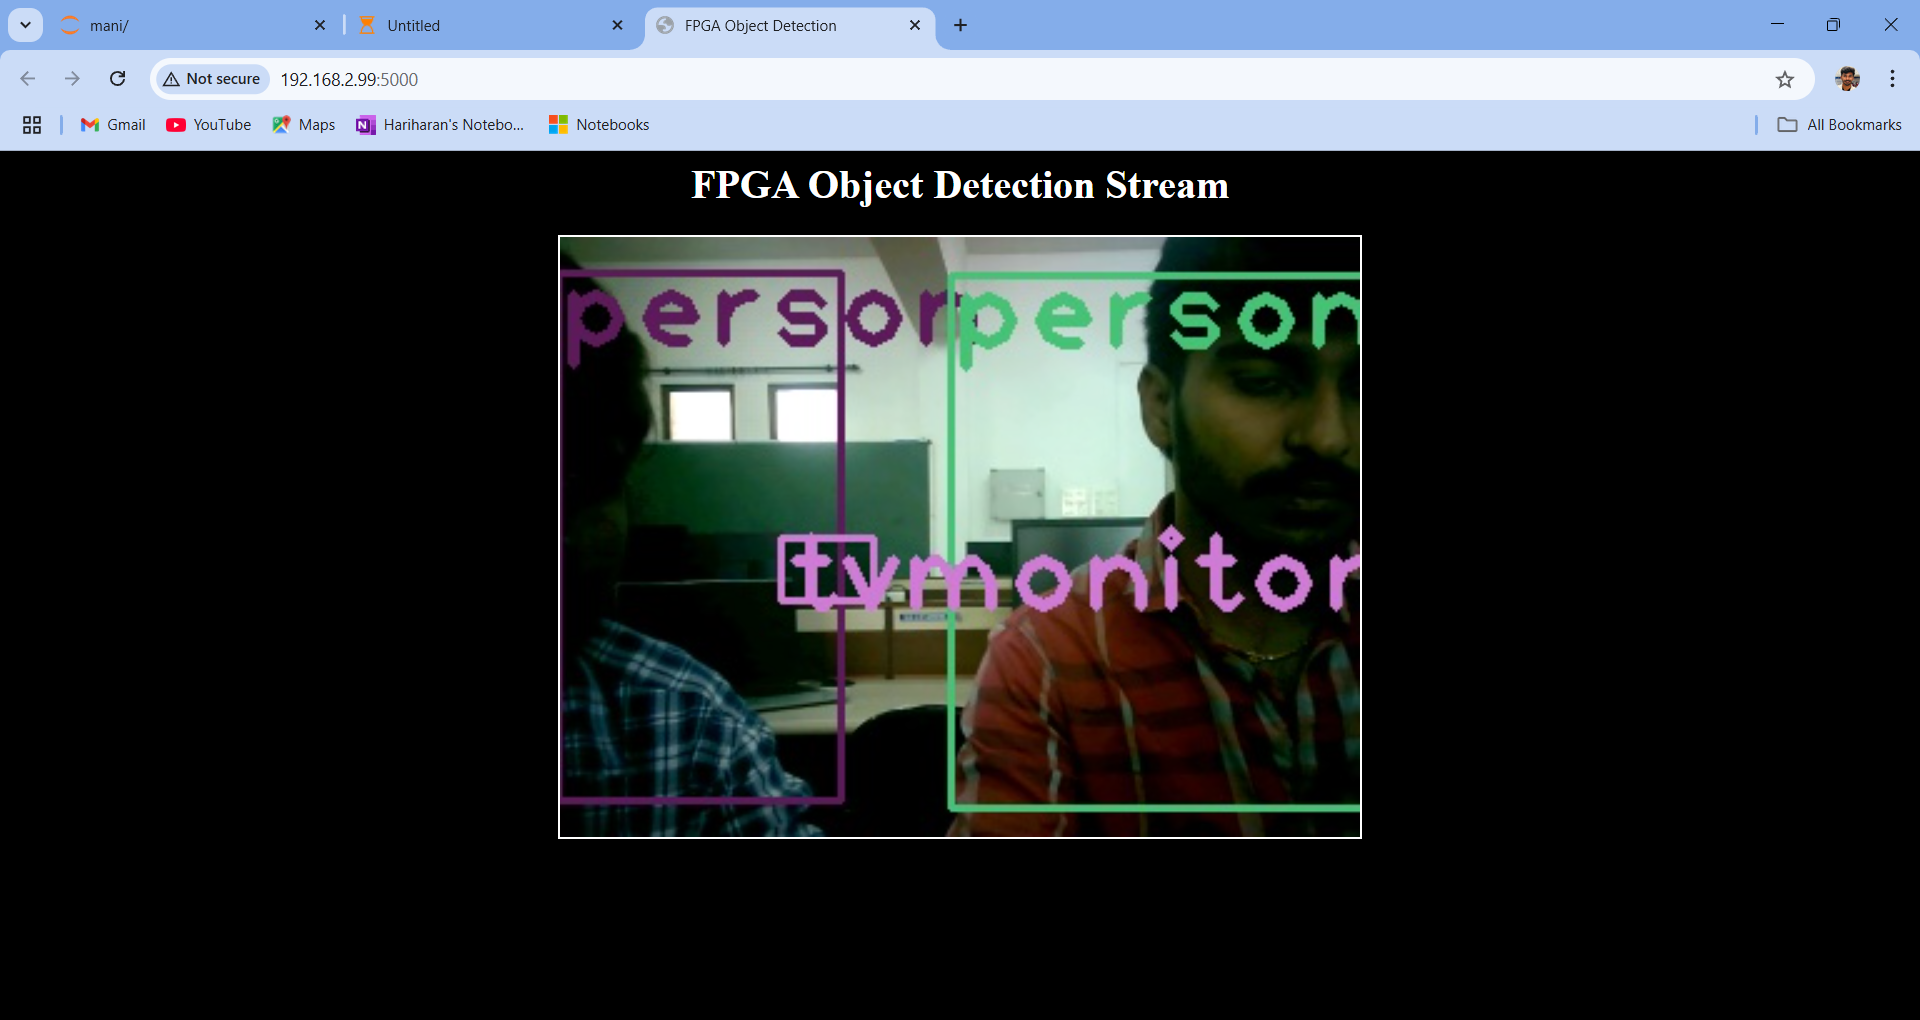 mani/
Untitled
FPGA Object Detection
Not secure
192.168.2.99:5000
Gmail
YouTube
Maps
Hariharan's Notebo...
Notebooks
All Bookmarks
FPGA Object Detection Stream
person
person
tvmonitor